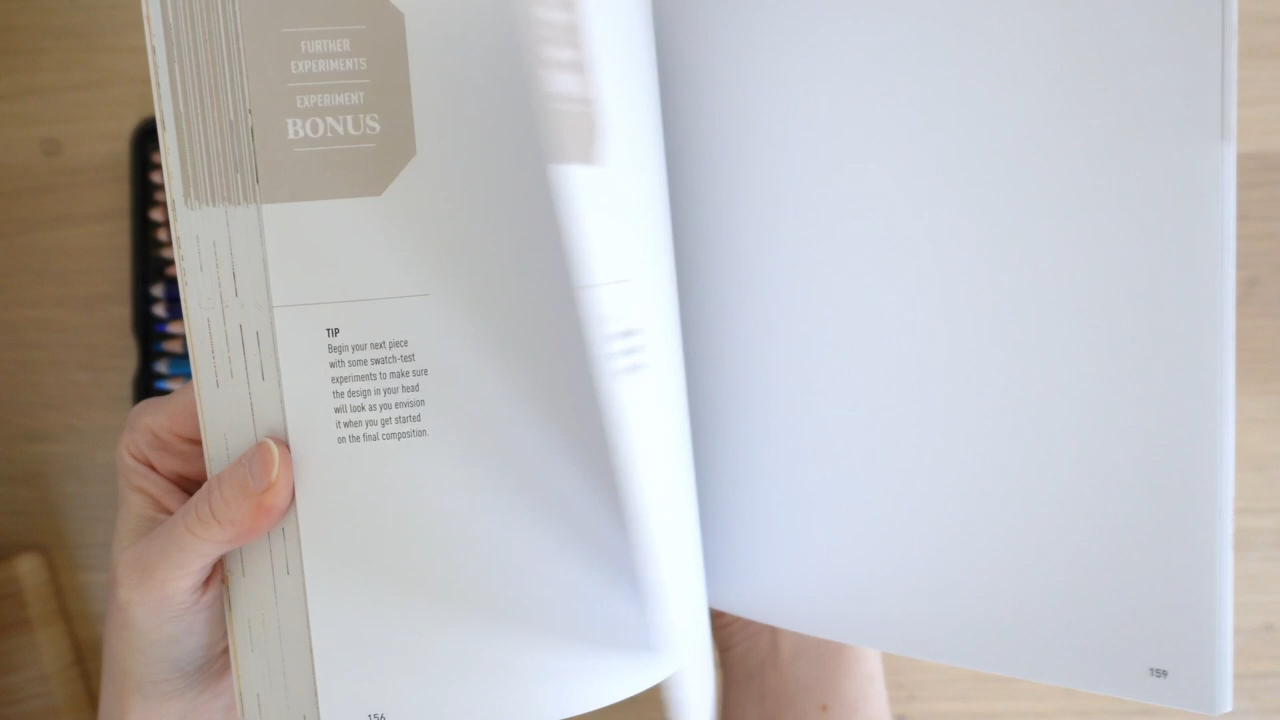 FURTHER
EXPERIMENTS
EXPERIMENT
BONUS
TIP
Begin your next piece
with some swatch-test
experiments to make sure
the design in your head
will look as you envision
it when you get started
on the final composition.
156
159